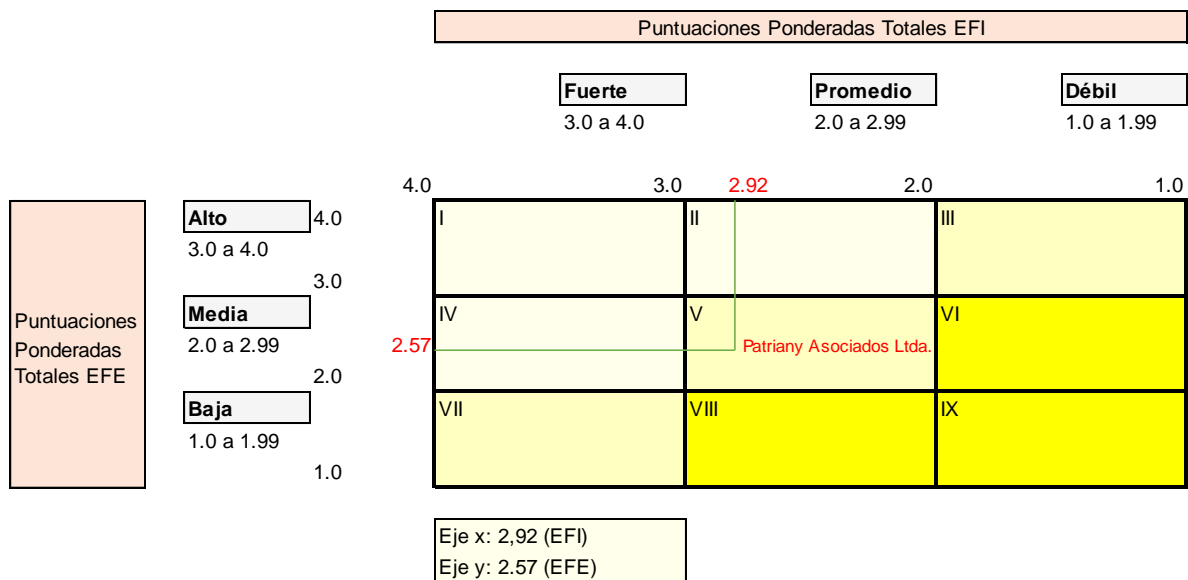 Puntuaciones Ponderadas Totales EFI
Fuerte
3.0 a 4.0
Promedio
2.0 a 2.99
Débil
1.0 a 1.99
4.0
3.0
2.92
2.0
1.0
Puntuaciones
Ponderadas
Totales EFE
Alto
3.0 a 4.0
4.0
3.0
Media
2.0 a 2.99
2.57
2.0
Baja
1.0 a 1.99
1.0
I
II
III
IV
V
VI
Patriany Asociados Ltda.
VII
VIII
IX
Eje x: 2,92 (EFI)
Eje y: 2.57 (EFE)